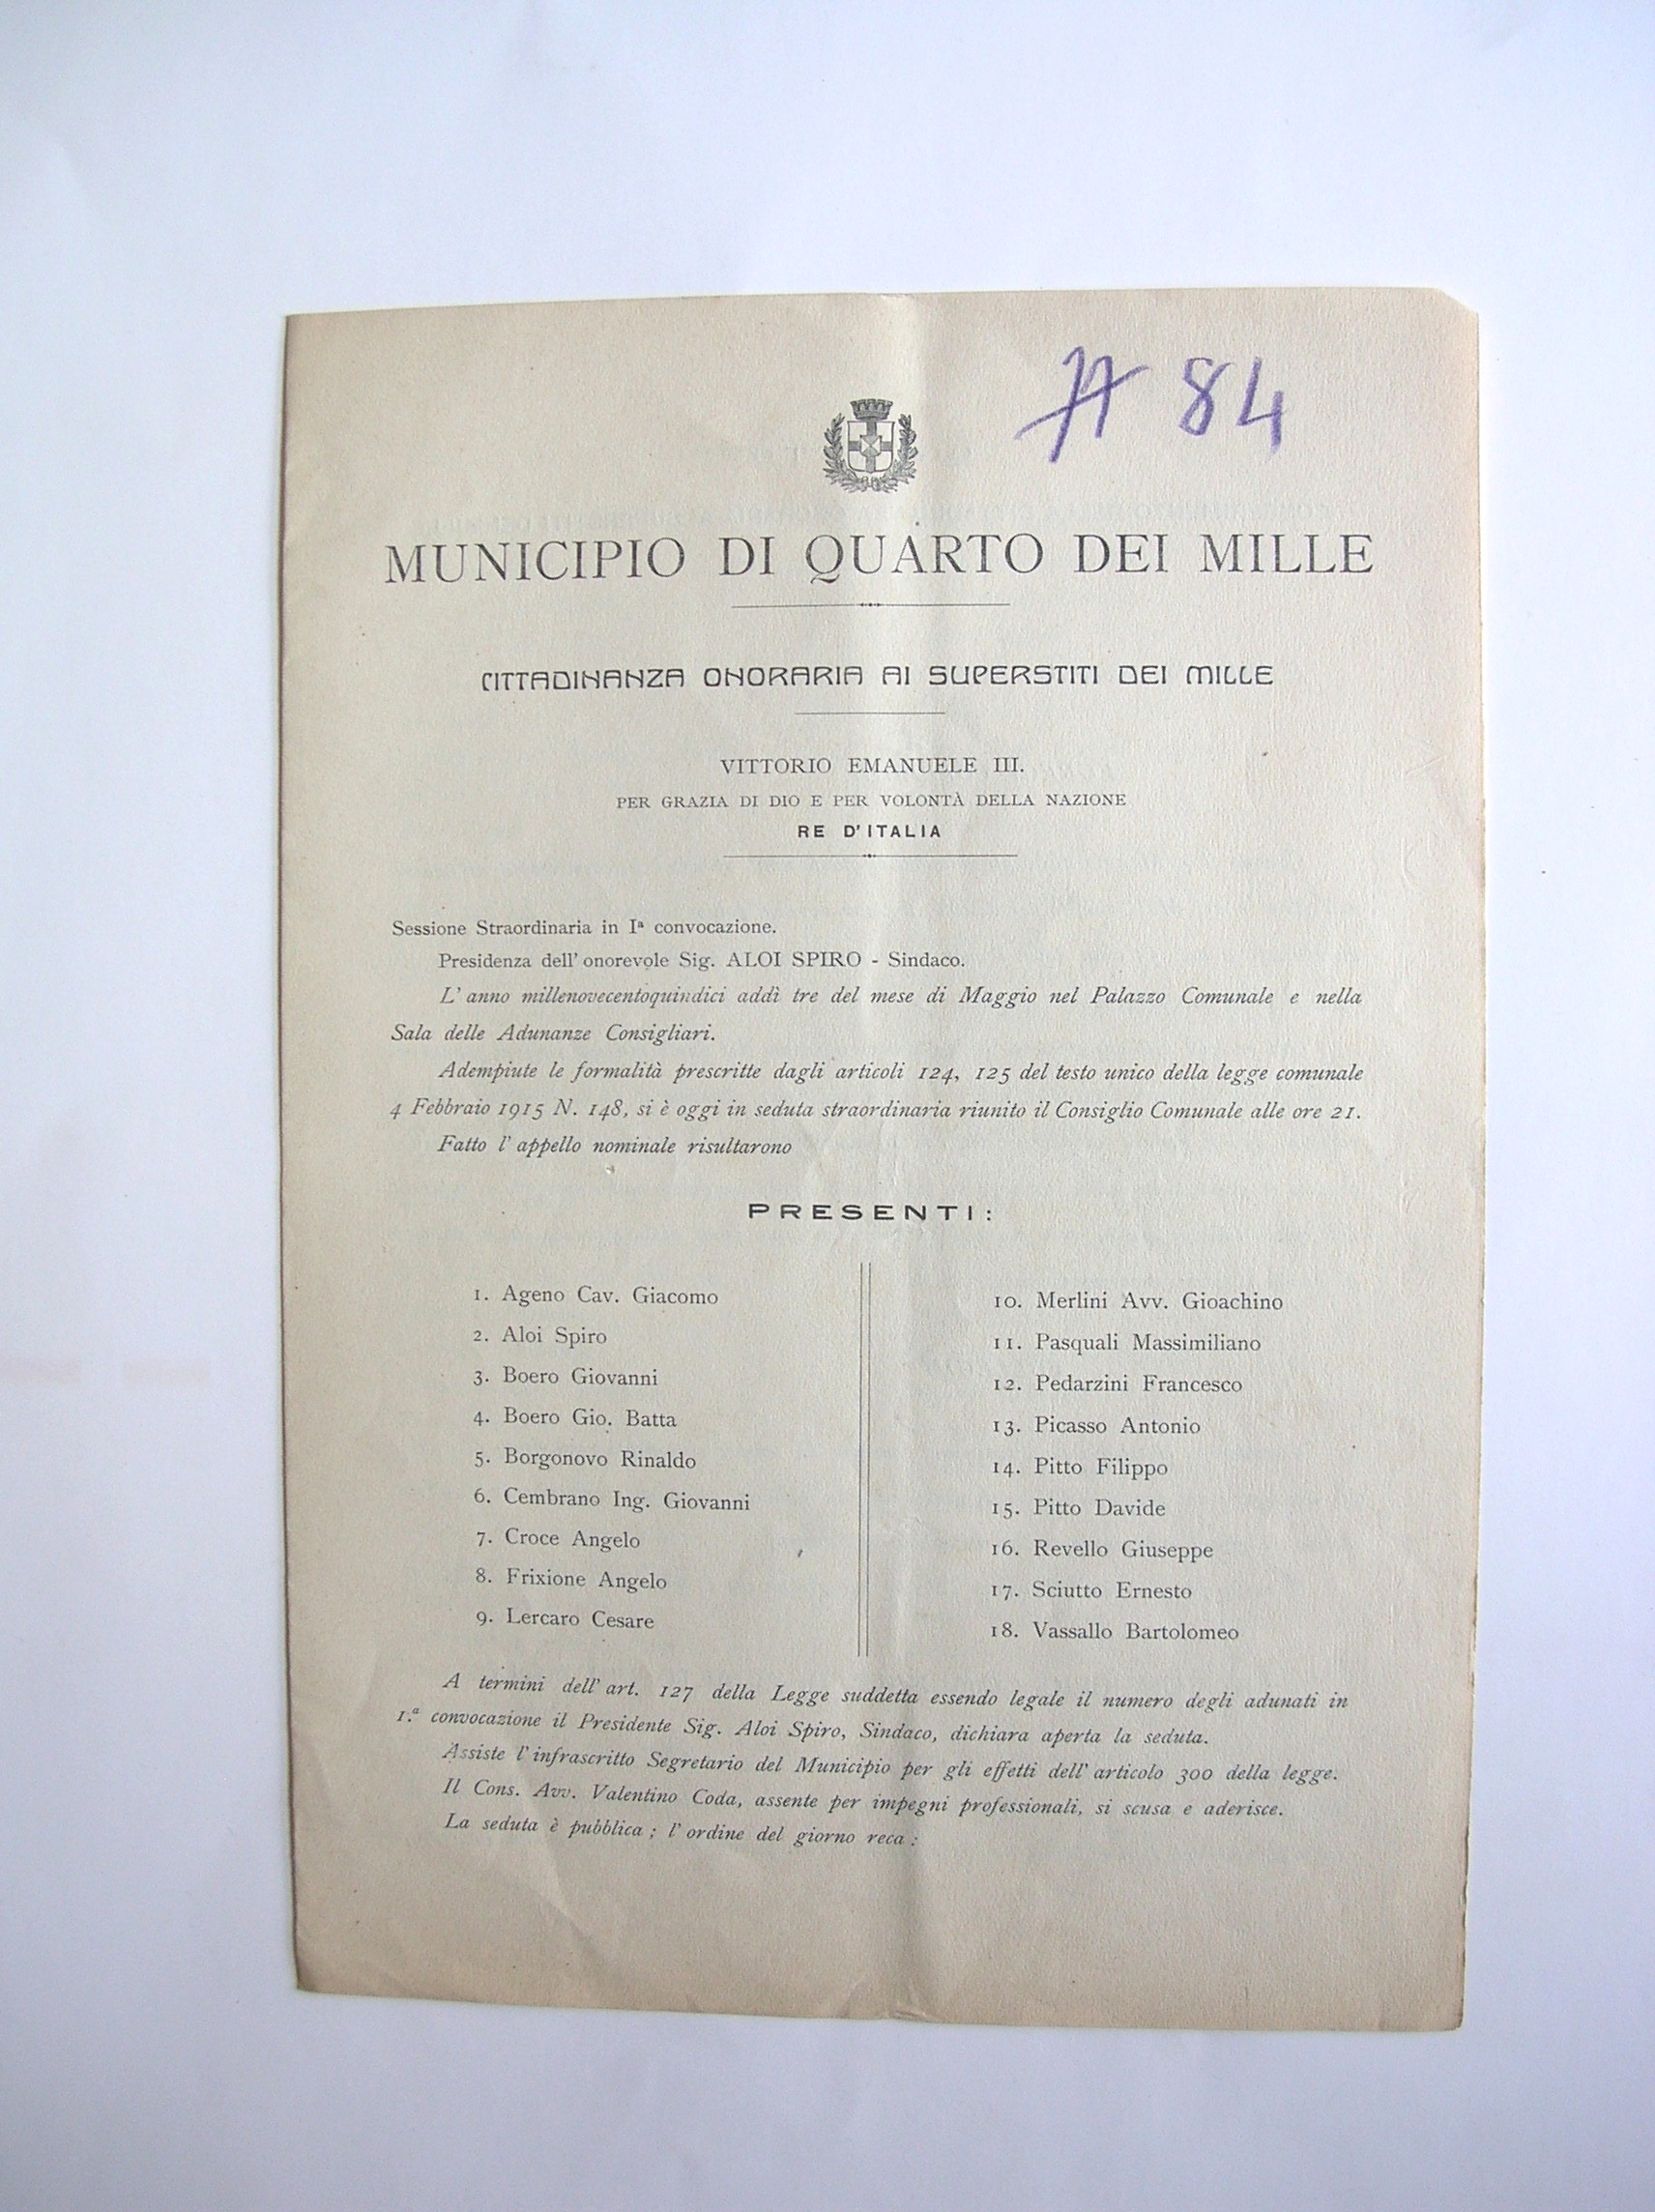 A 84
MUNICIPIO DI QUARTO DEI MILLE
CITTADINANZA ONORARIA AI SUPERSTITI DEI MILLE
VITTORIO EMANUELE III.
PER GRAZIA DI DIO E PER VOLONTÀ DELLA NAZIONE
RE D'ITALIA
Sessione Straordinaria in Iª convocazione.
Presidenza dell' onorevole Sig. ALOI SPIRO - Sindaco.
L' anno millenovecentoquindici addì tre del mese di Maggio nel Palazzo Comunale e nella
Sala delle Adunanze Consigliari.
Adempiute le formalità prescritte dagli articoli 124, 125 del testo unico della legge comunale
4 Febbraio 1915 N. 148, si è oggi in seduta straordinaria riunito il Consiglio Comunale alle ore 21.
Fatto l' appello nominale risultarono
PRESENTI:
1. Ageno Cav. Giacomo
2. Aloi Spiro
3. Boero Giovanni
4. Boero Gio. Batta
5. Borgonovo Rinaldo
6. Cembrano Ing. Giovanni
7. Croce Angelo
8. Frixione Angelo
9. Lercaro Cesare
10. Merlini Avv. Gioachino
11. Pasquali Massimiliano
12. Pedarzini Francesco
13. Picasso Antonio
14. Pitto Filippo
15. Pitto Davide
16. Revello Giuseppe
17. Sciutto Ernesto
18. Vassallo Bartolomeo
A termini dell' art. 127 della Legge suddetta essendo legale il numero degli adunati in
1.ª convocazione il Presidente Sig. Aloi Spiro, Sindaco, dichiara aperta la seduta.
Assiste l' infrascritto Segretario del Municipio per gli effetti dell' articolo 300 della legge.
Il Cons. Avv. Valentino Coda, assente per impegni professionali, si scusa e aderisce.
La seduta è pubblica ; l' ordine del giorno reca :